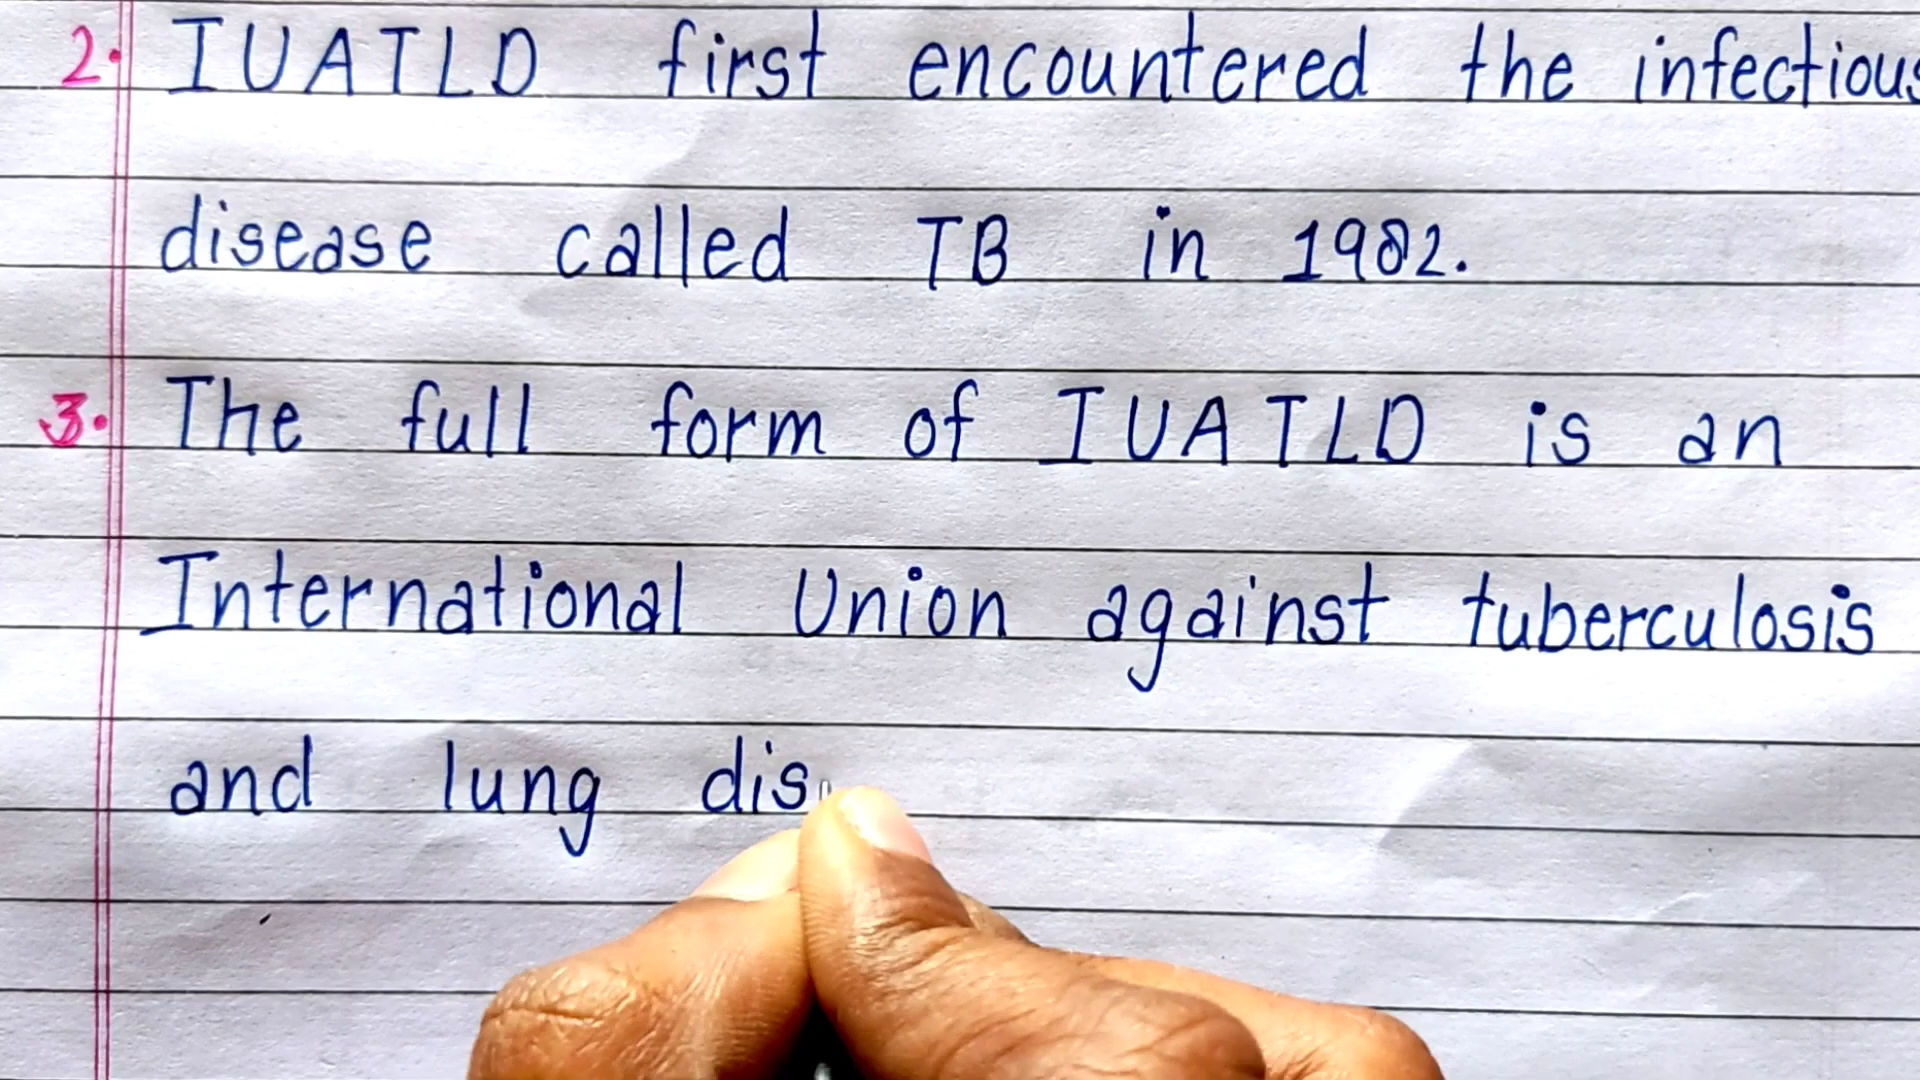 2. IUATLD first encountered the infectious
disease called TB in 1982.
3. The full form of IUATLD is an
International Union against tuberculosis
and lung dis